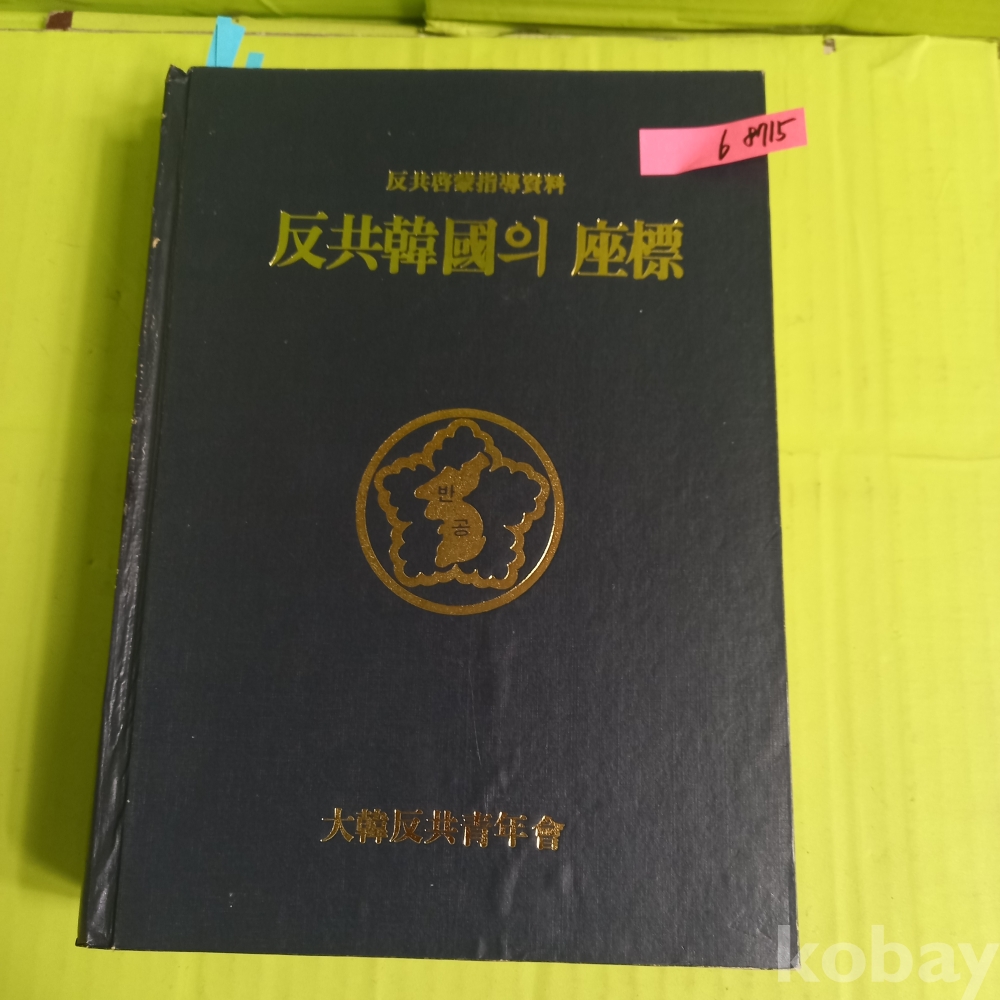 6 8715
反共啓蒙指導資料
反共韓國의 座標
반
공
大韓反共靑年會
kobay